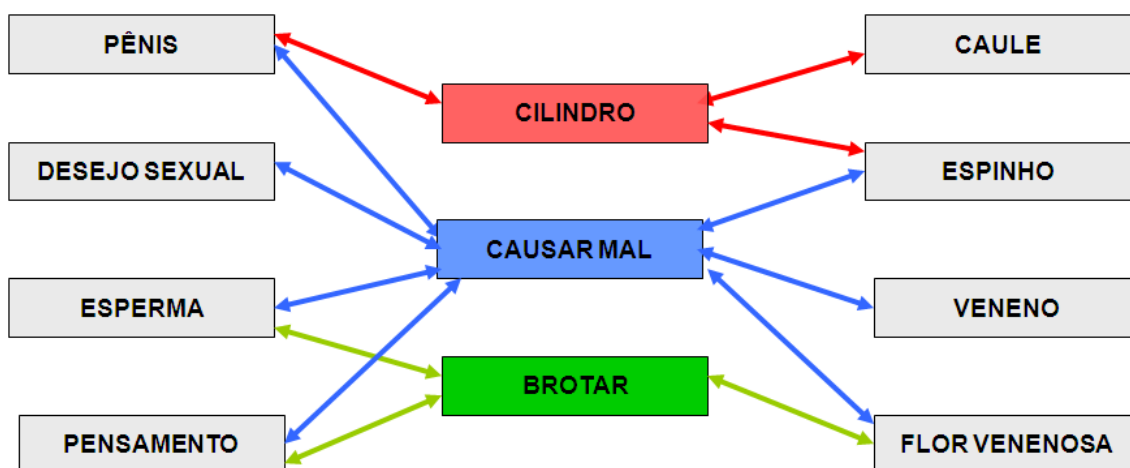 PÊNIS
CAULE
CILINDRO
DESEJO SEXUAL
ESPINHO
CAUSAR MAL
ESPERMA
VENENO
BROTAR
PENSAMENTO
FLOR VENENOSA